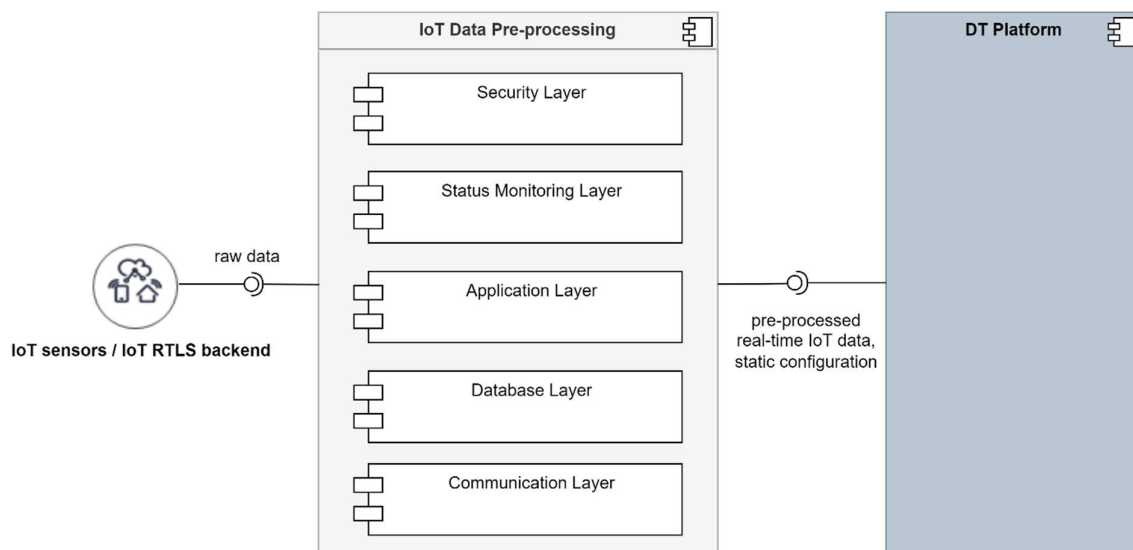 IoT Data Pre-processing
DT Platform
Security Layer
Status Monitoring Layer
raw data
Application Layer
IoT sensors / IoT RTLS backend
pre-processed
real-time IoT data,
static configuration
Database Layer
Communication Layer